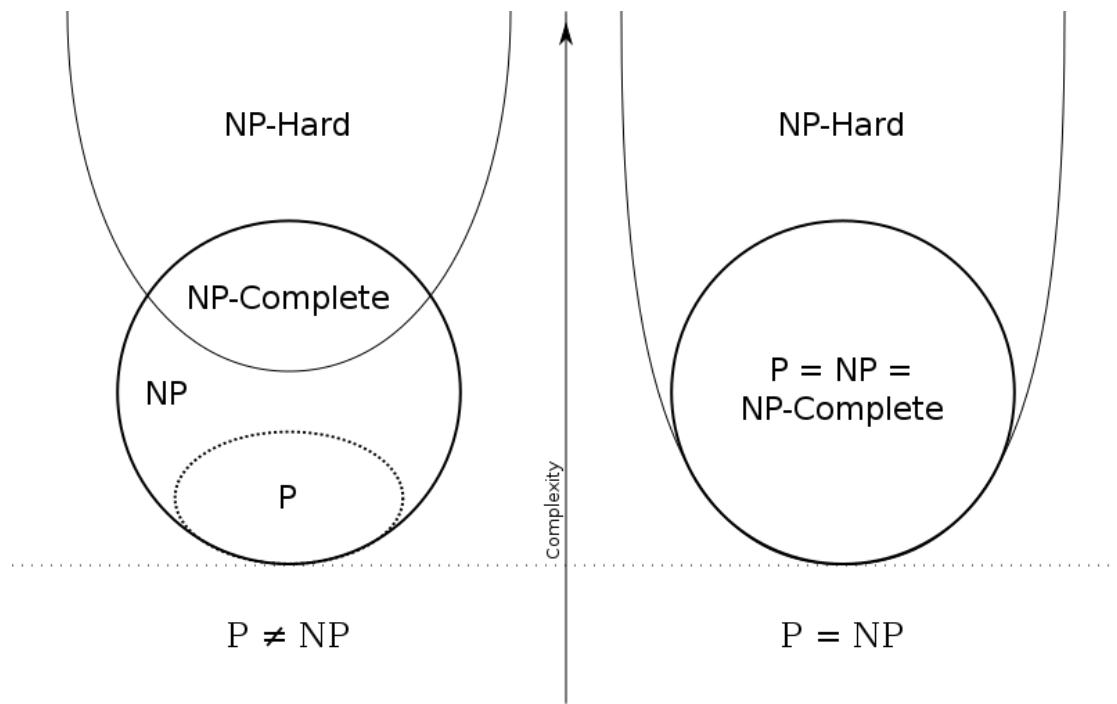 NP-Hard
NP-Complete
NP
P
P ≠ NP
Complexity
NP-Hard
P = NP =
NP-Complete
P = NP